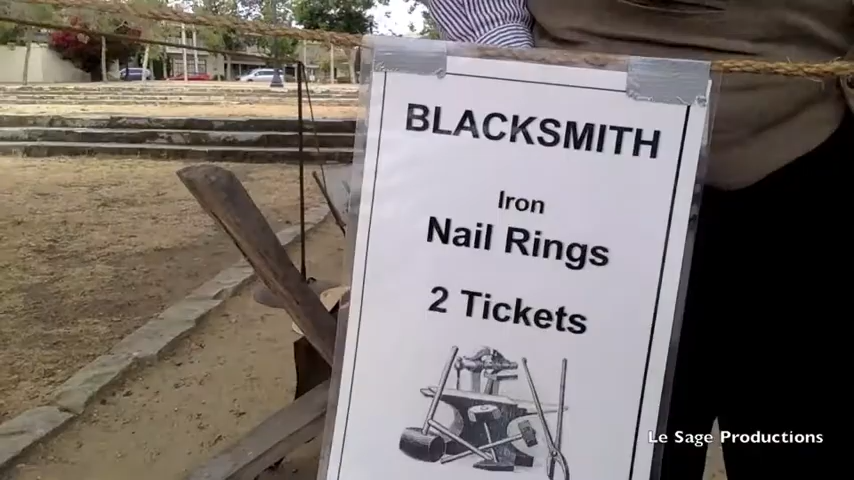 BLACKSMITH
Iron
Nail Rings
2 Tickets
Le Sage Productions